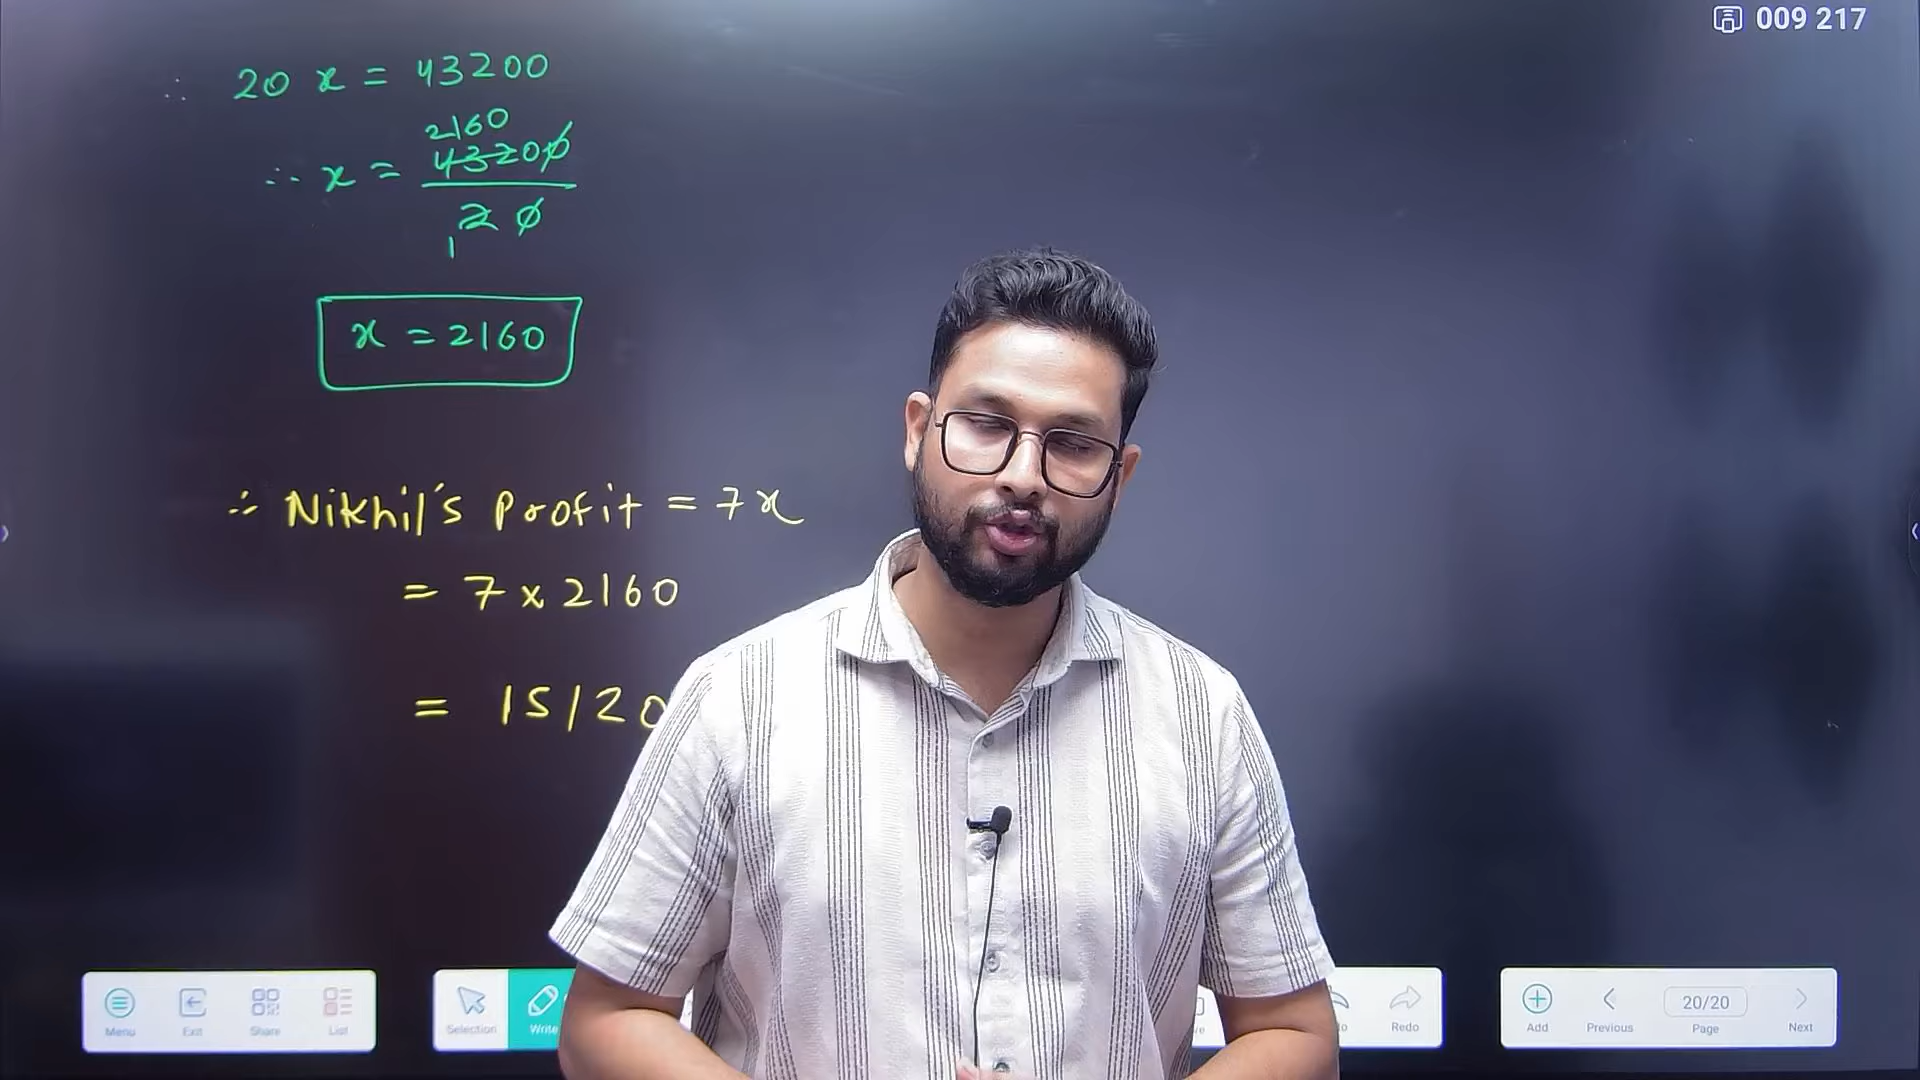 009 217
∴ 20 x = 43200
2160
∴ x = 43200
20
1
x = 2160
∴ Nikhil's Profit = 7x
= 7 x 2160
= 15120
Menu Exit Share List Selection Write Redo Add Previous 20/20 Page Next